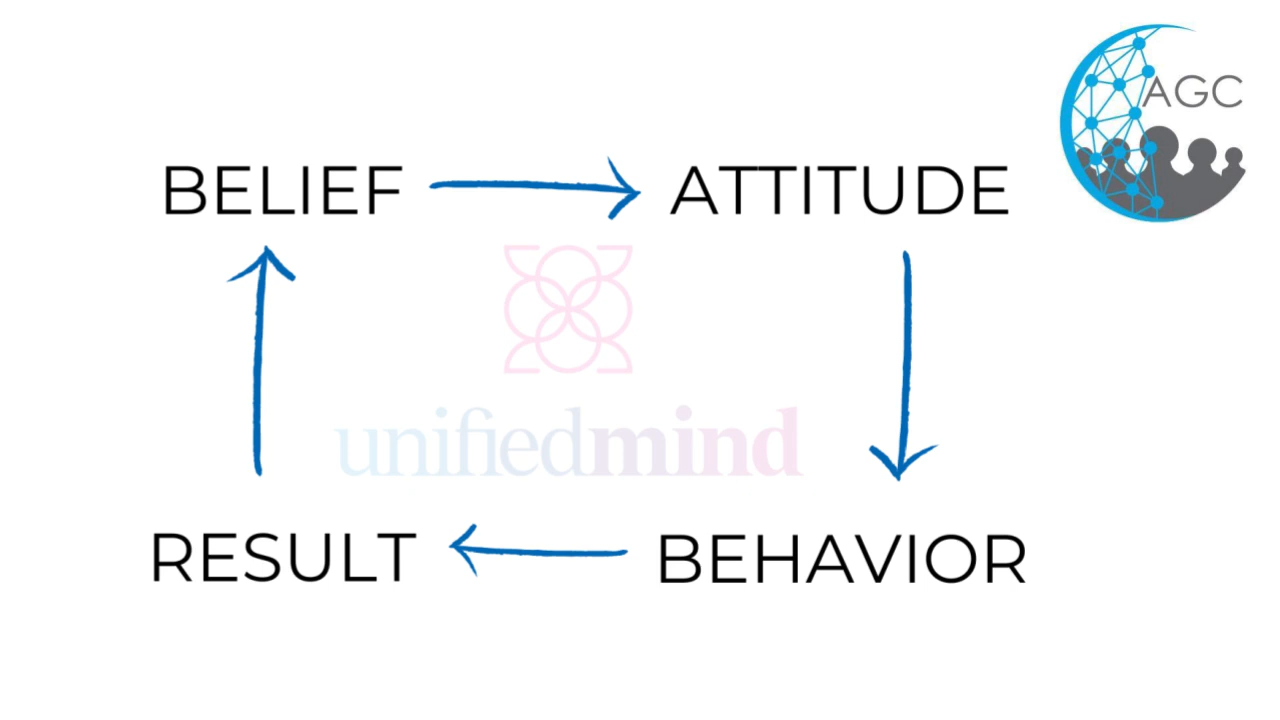 AGC
BELIEF
ATTITUDE
unifiedmind
RESULT
BEHAVIOR